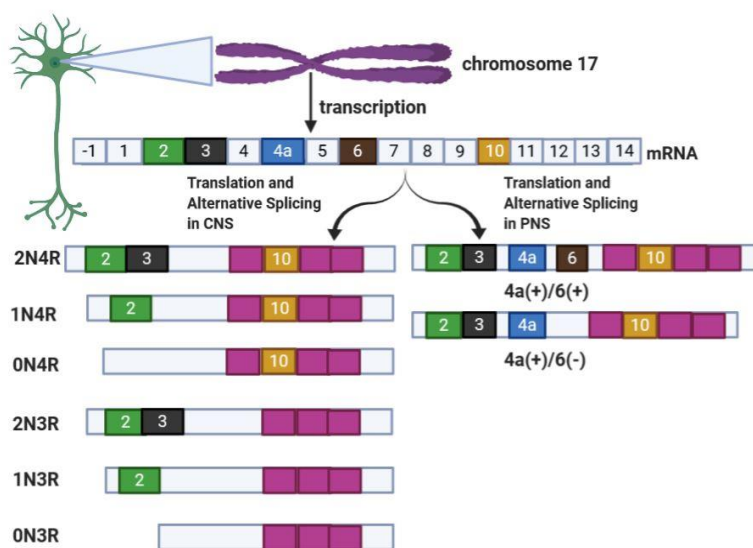 chromosome 17
transcription
-1 1 2 3 4 4a 5 6 7 8 9 10 11 12 13 14 mRNA
Translation and
Alternative Splicing
in CNS
Translation and
Alternative Splicing
in PNS
2N4R 2 3 10
1N4R 2 10
0N4R 10
2N3R 2 3
1N3R 2
0N3R
2 3 4a 6 10
4a(+)/6(+)
2 3 4a 10
4a(+)/6(-)